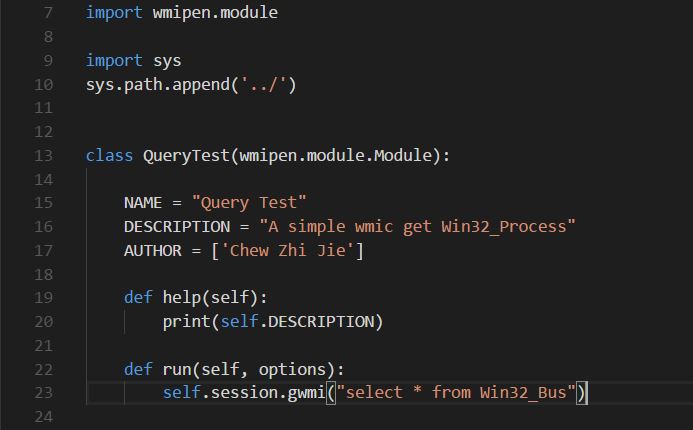 7 import wmipen.module
8
9 import sys
10 sys.path.append('../')
11
12
13 class QueryTest(wmipen.module.Module):
14
15     NAME = "Query Test"
16     DESCRIPTION = "A simple wmic get Win32_Process"
17     AUTHOR = ['Chew Zhi Jie']
18
19     def help(self):
20         print(self.DESCRIPTION)
21
22     def run(self, options):
23         self.session.gwmi("select * from Win32_Bus")
24